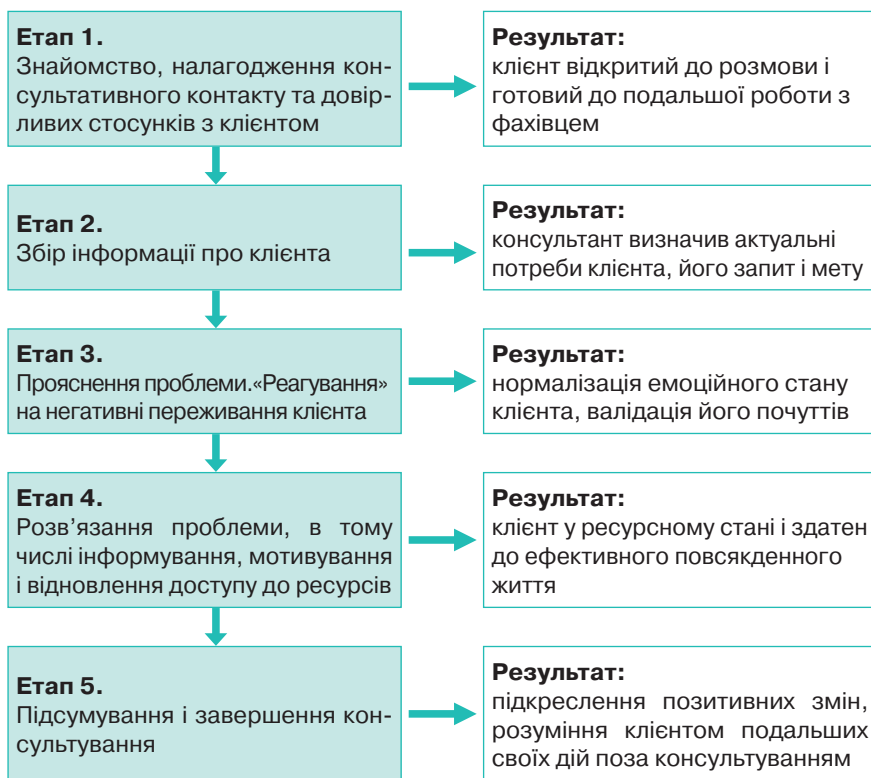 Етап 1.
Знайомство, налагодження кон-
сультативного контакту та довір-
ливих стосунків з клієнтом
Результат:
клієнт відкритий до розмови і
готовий до подальшої роботи з
фахівцем
Етап 2.
Збір інформації про клієнта
Результат:
консультант визначив актуальні
потреби клієнта, його запит і мету
Етап 3.
Прояснення проблеми.«Реагування»
на негативні переживання клієнта
Результат:
нормалізація емоційного стану
клієнта, валідація його почуттів
Етап 4.
Розв’язання проблеми, в тому
числі інформування, мотивування
і відновлення доступу до ресурсів
Результат:
клієнт у ресурсному стані і здатен
до ефективного повсякденного
життя
Етап 5.
Підсумування і завершення кон-
сультування
Результат:
підкреслення позитивних змін,
розуміння клієнтом подальших
своїх дій поза консультуванням